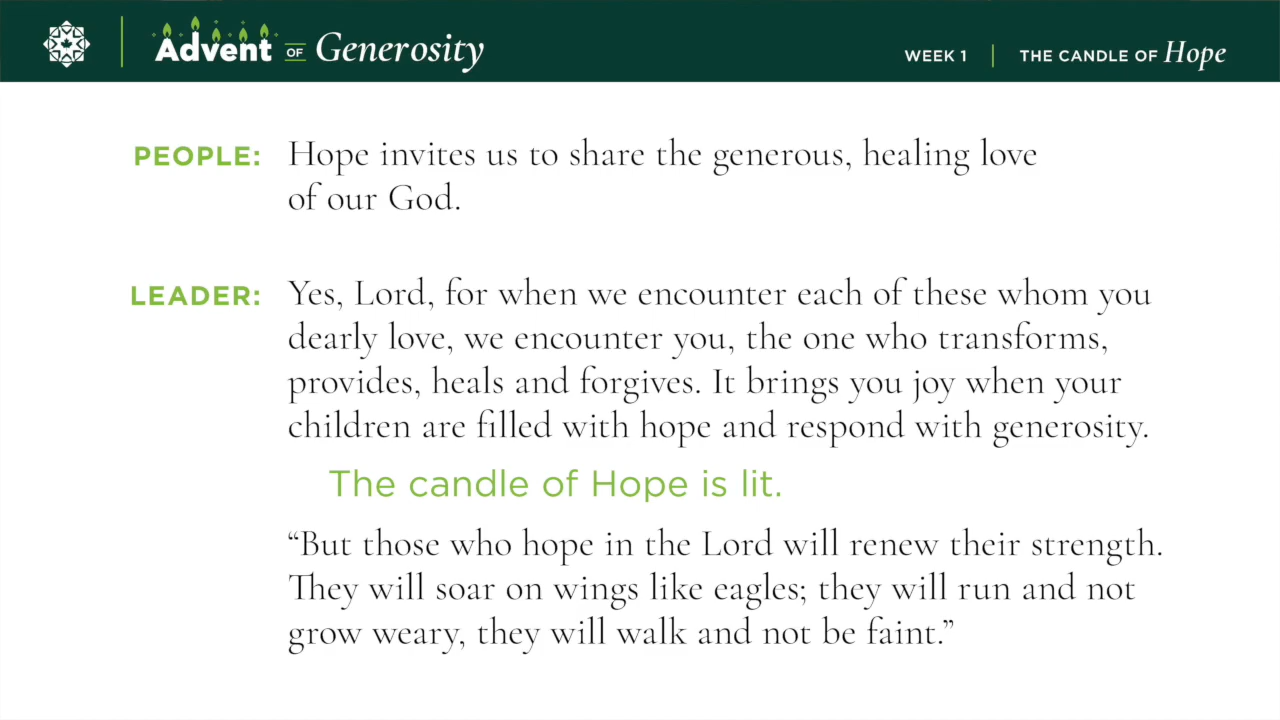 Advent OF Generosity
WEEK 1 | THE CANDLE OF Hope
PEOPLE: Hope invites us to share the generous, healing love
of our God.
LEADER: Yes, Lord, for when we encounter each of these whom you
dearly love, we encounter you, the one who transforms,
provides, heals and forgives. It brings you joy when your
children are filled with hope and respond with generosity.
The candle of Hope is lit.
“But those who hope in the Lord will renew their strength.
They will soar on wings like eagles; they will run and not
grow weary, they will walk and not be faint.”